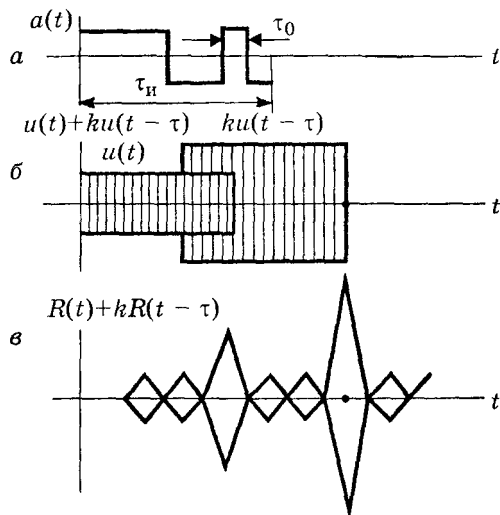 a(t)
τ₀
а
t
τи
u(t)+ku(t − τ) ku(t − τ)
u(t)
б
t
R(t)+kR(t − τ)
в
t